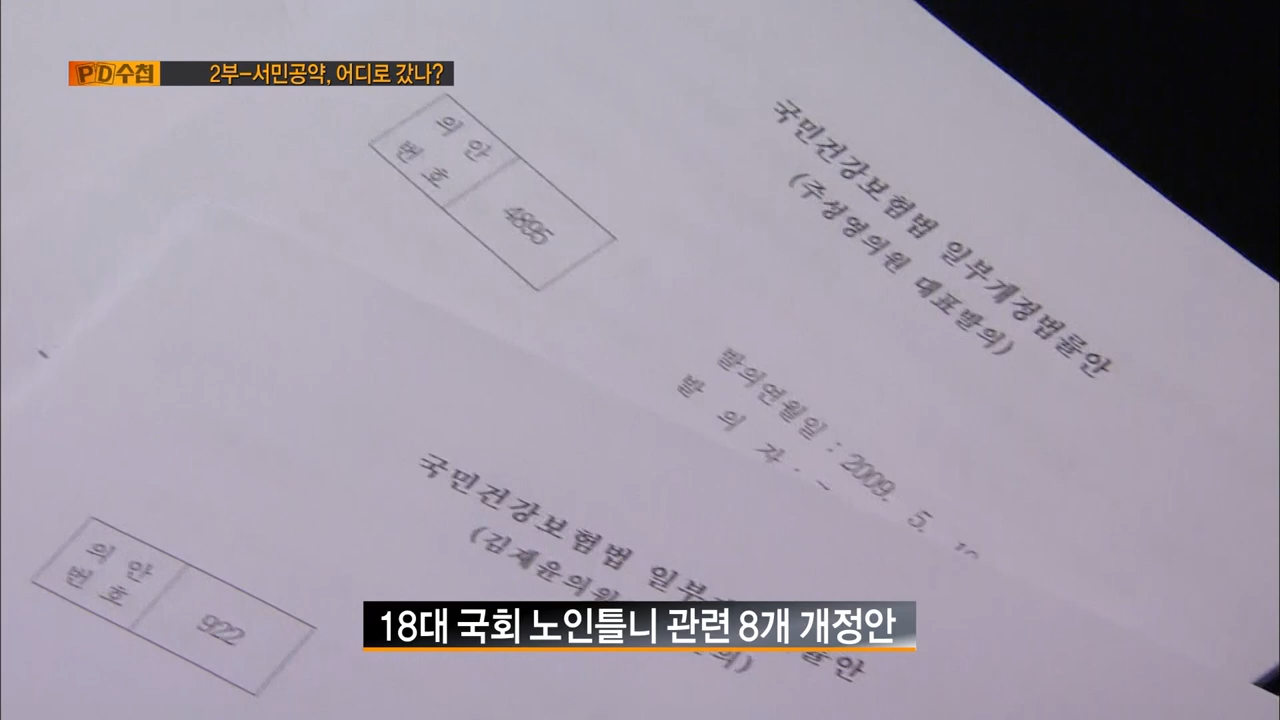 PD수첩 2부-서민공약, 어디로 갔나?
의 안
번 호
4895
국민건강보험법 일부개정법률안
(주성영의원 대표발의)
발의연월일 : 2009. 5.
발 의 자
의 안
번 호
922
국민건강보험법 일부
(김재윤의원
18대 국회 노인틀니 관련 8개 개정안